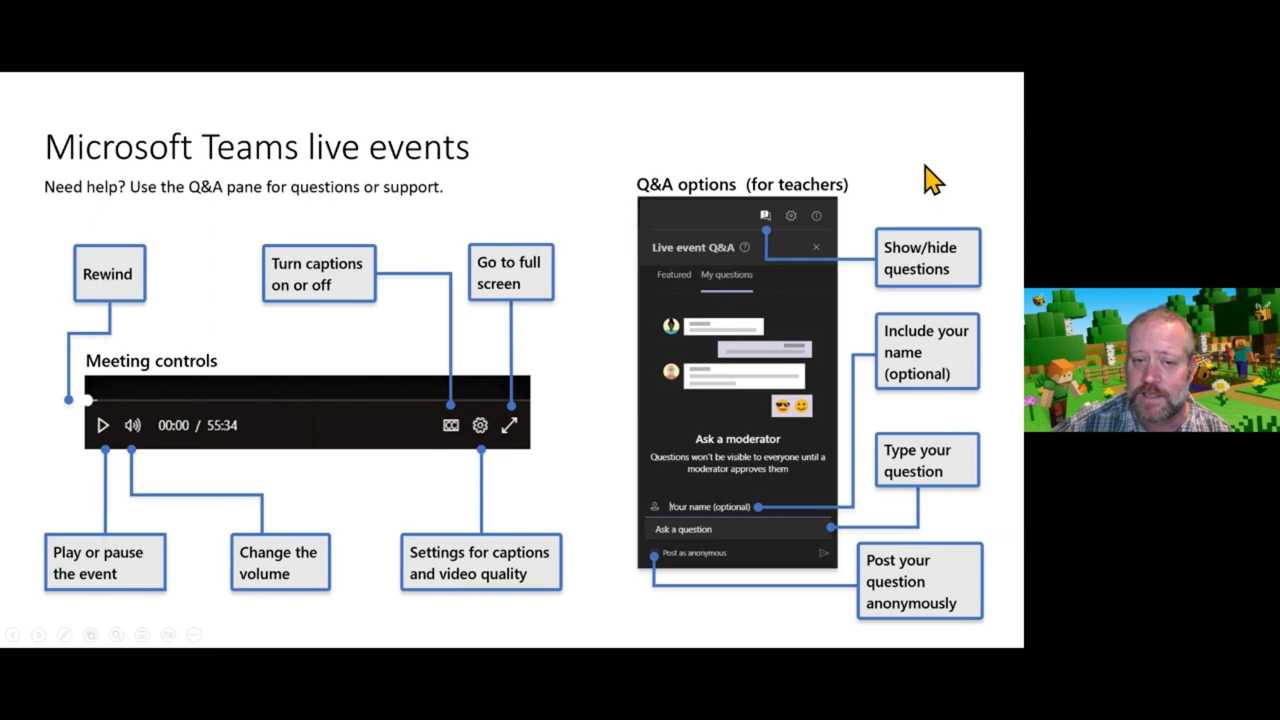 Microsoft Teams live events
Need help? Use the Q&A pane for questions or support.
Rewind
Turn captions
on or off
Go to full
screen
Meeting controls
00:00 / 55:34
CC
Play or pause
the event
Change the
volume
Settings for captions
and video quality
Q&A options (for teachers)
Live event Q&A
Featured My questions
Ask a moderator
Questions won't be visible to everyone until a
moderator approves them
Your name (optional)
Ask a question
Post as anonymous
Show/hide
questions
Include your
name
(optional)
Type your
question
Post your
question
anonymously